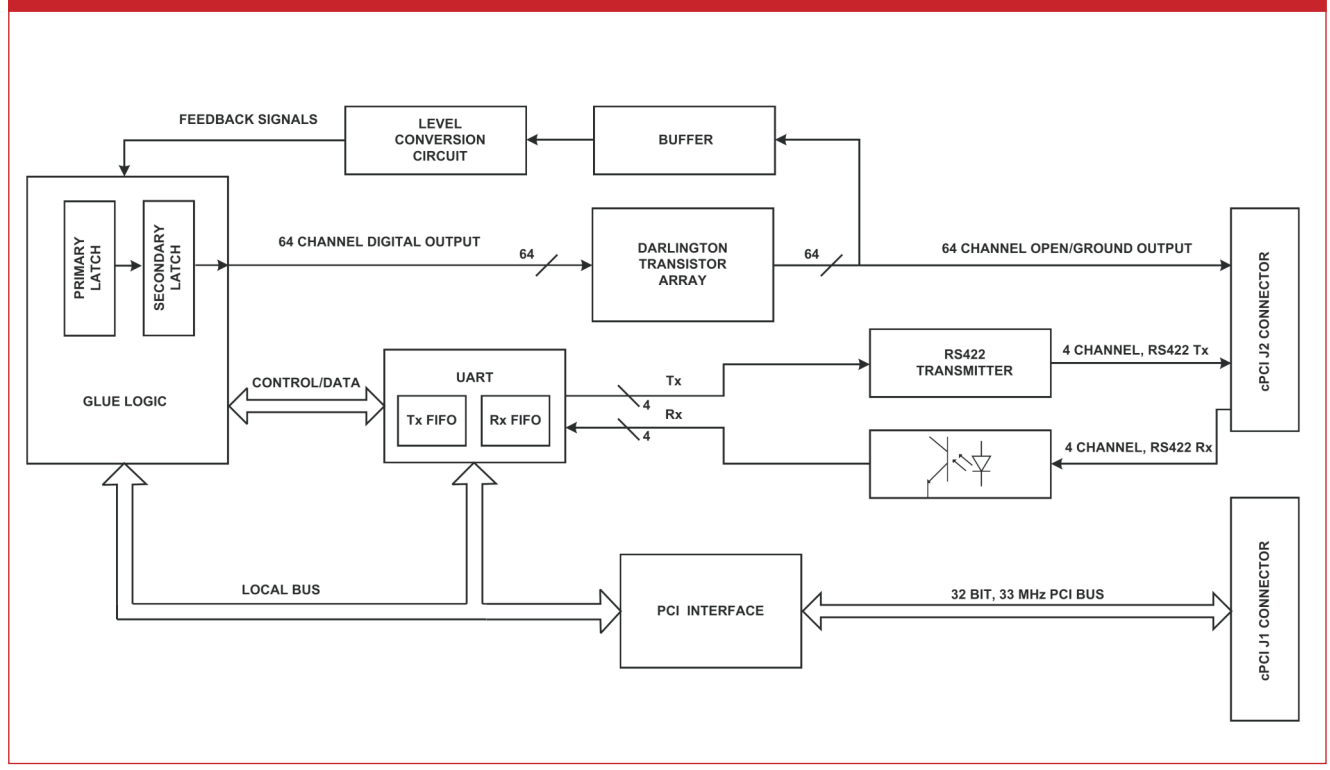 FEEDBACK SIGNALS
LEVEL
CONVERSION
CIRCUIT
BUFFER
PRIMARY
LATCH
SECONDARY
LATCH
GLUE LOGIC
64 CHANNEL DIGITAL OUTPUT
64
DARLINGTON
TRANSISTOR
ARRAY
64
64 CHANNEL OPEN/GROUND OUTPUT
cPCI J2 CONNECTOR
CONTROL/DATA
UART
Tx FIFO
Rx FIFO
Tx
4
Rx
4
RS422
TRANSMITTER
4 CHANNEL, RS422 Tx
4 CHANNEL, RS422 Rx
LOCAL BUS
PCI INTERFACE
32 BIT, 33 MHz PCI BUS
cPCI J1 CONNECTOR